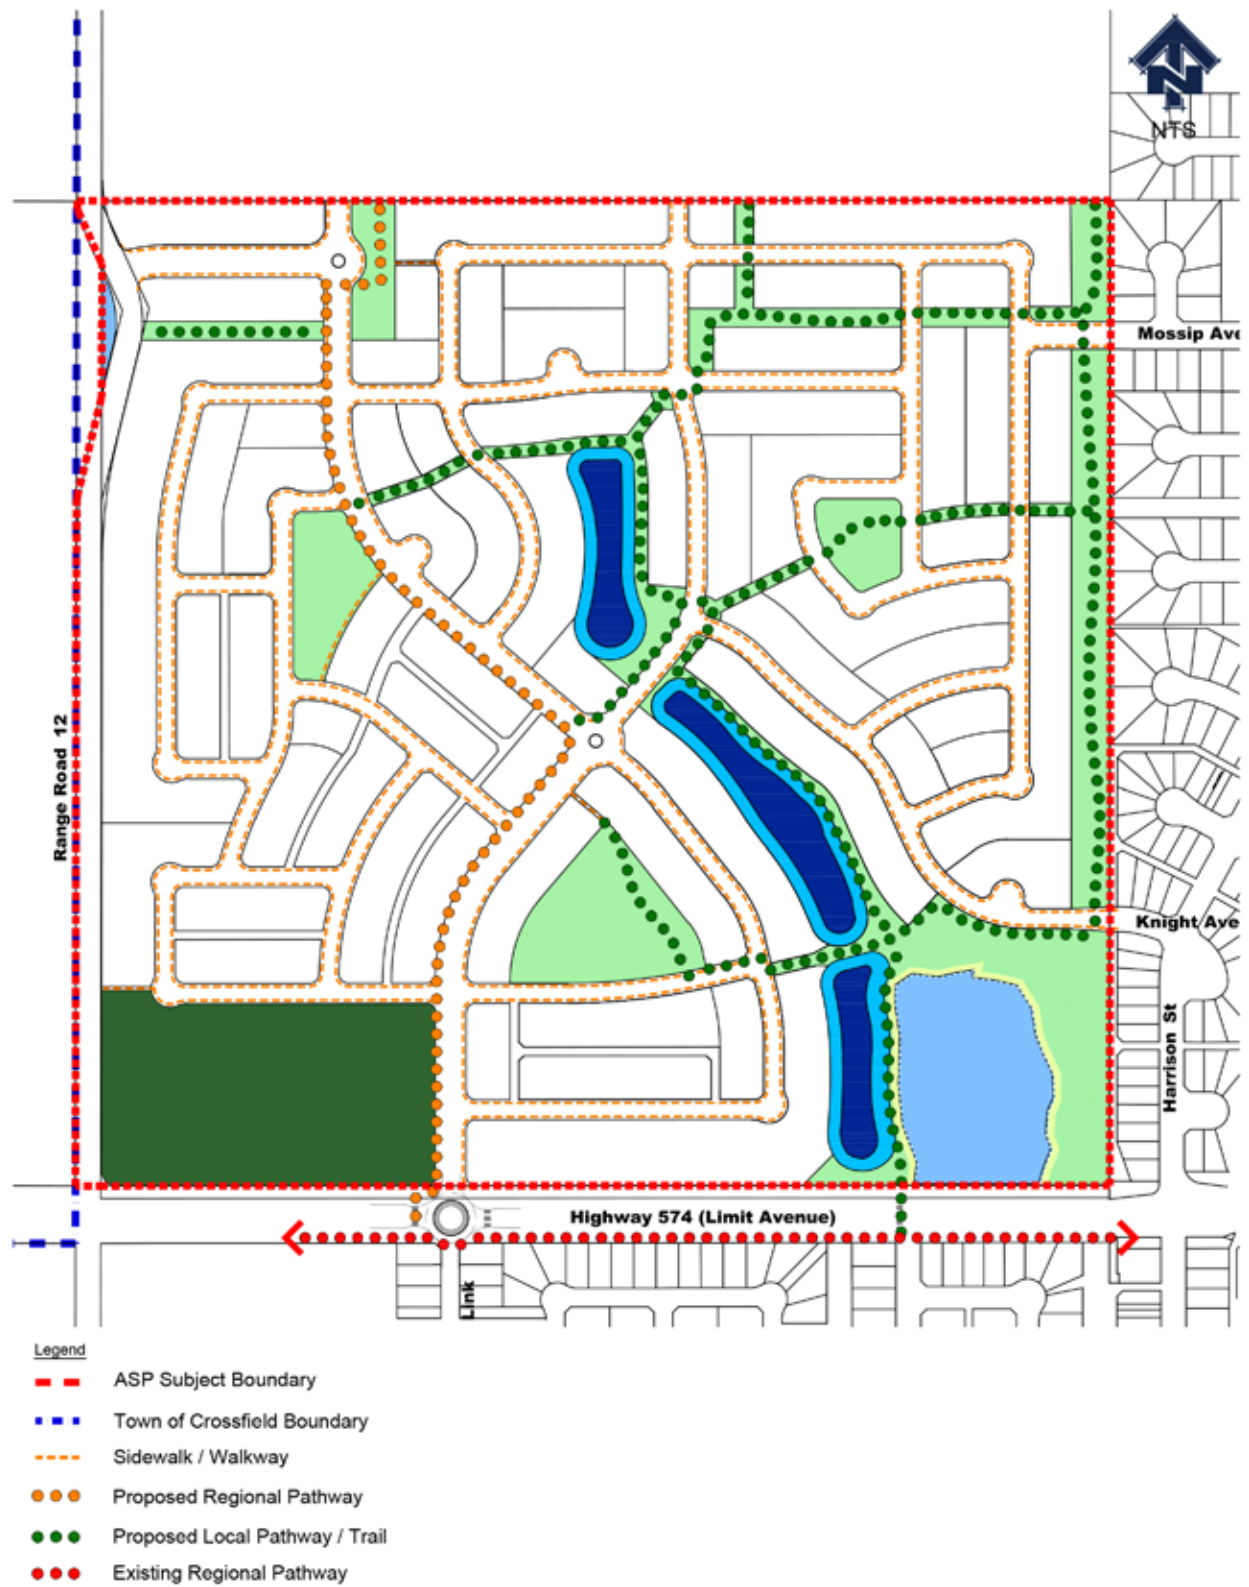 N
NTS
Mossip Ave
Range Road 12
Knight Ave
Harrison St
Highway 574 (Limit Avenue)
Link
Legend
ASP Subject Boundary
Town of Crossfield Boundary
Sidewalk / Walkway
Proposed Regional Pathway
Proposed Local Pathway / Trail
Existing Regional Pathway